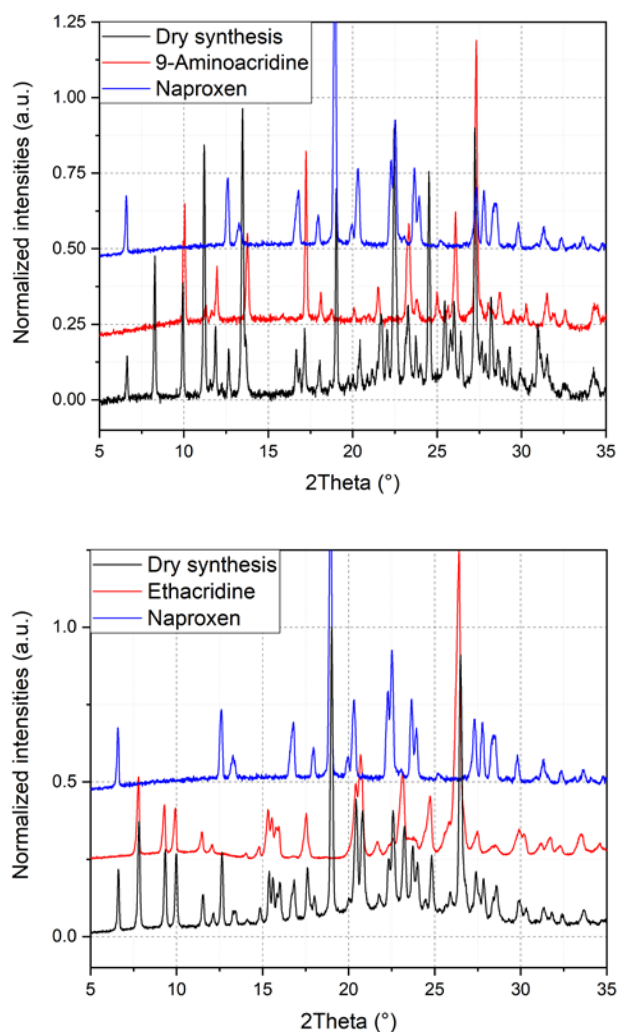 1.25
Dry synthesis
9-Aminoacridine
Naproxen
1.00
0.75
0.50
0.25
0.00
Normalized intensities (a.u.)
5 10 15 20 25 30 35
2Theta (°)
Dry synthesis
Ethacridine
Naproxen
1.0
0.5
0.0
Normalized intensities (a.u.)
5 10 15 20 25 30 35
2Theta (°)